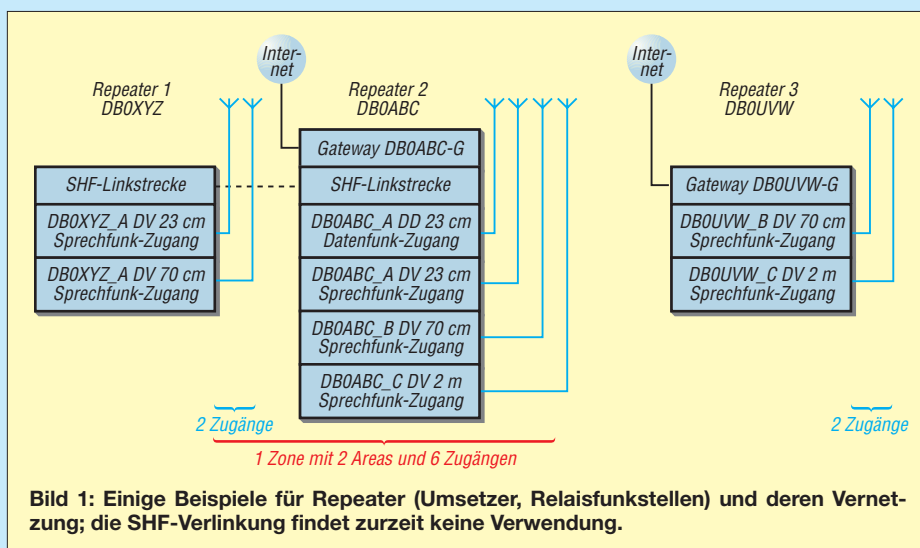 Inter-
net
Inter-
net
Repeater 1
DB0XYZ
Repeater 2
DB0ABC
Repeater 3
DB0UVW
Gateway DB0ABC-G
SHF-Linkstrecke
SHF-Linkstrecke
Gateway DB0UVW-G
DB0XYZ_A DV 23 cm
Sprechfunk-Zugang
DB0ABC_A DD 23 cm
Datenfunk-Zugang
DB0UVW_B DV 70 cm
Sprechfunk-Zugang
DB0XYZ_A DV 70 cm
Sprechfunk-Zugang
DB0ABC_A DV 23 cm
Sprechfunk-Zugang
DB0UVW_C DV 2 m
Sprechfunk-Zugang
DB0ABC_B DV 70 cm
Sprechfunk-Zugang
DB0ABC_C DV 2 m
Sprechfunk-Zugang
2 Zugänge
2 Zugänge
1 Zone mit 2 Areas und 6 Zugängen
Bild 1: Einige Beispiele für Repeater (Umsetzer, Relaisfunkstellen) und deren Vernet-
zung; die SHF-Verlinkung findet zurzeit keine Verwendung.